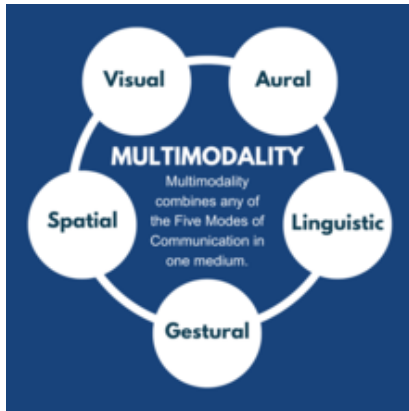 Visual
Aural
MULTIMODALITY
Multimodality
combines any of
the Five Modes of
Communication in
one medium.
Spatial
Linguistic
Gestural